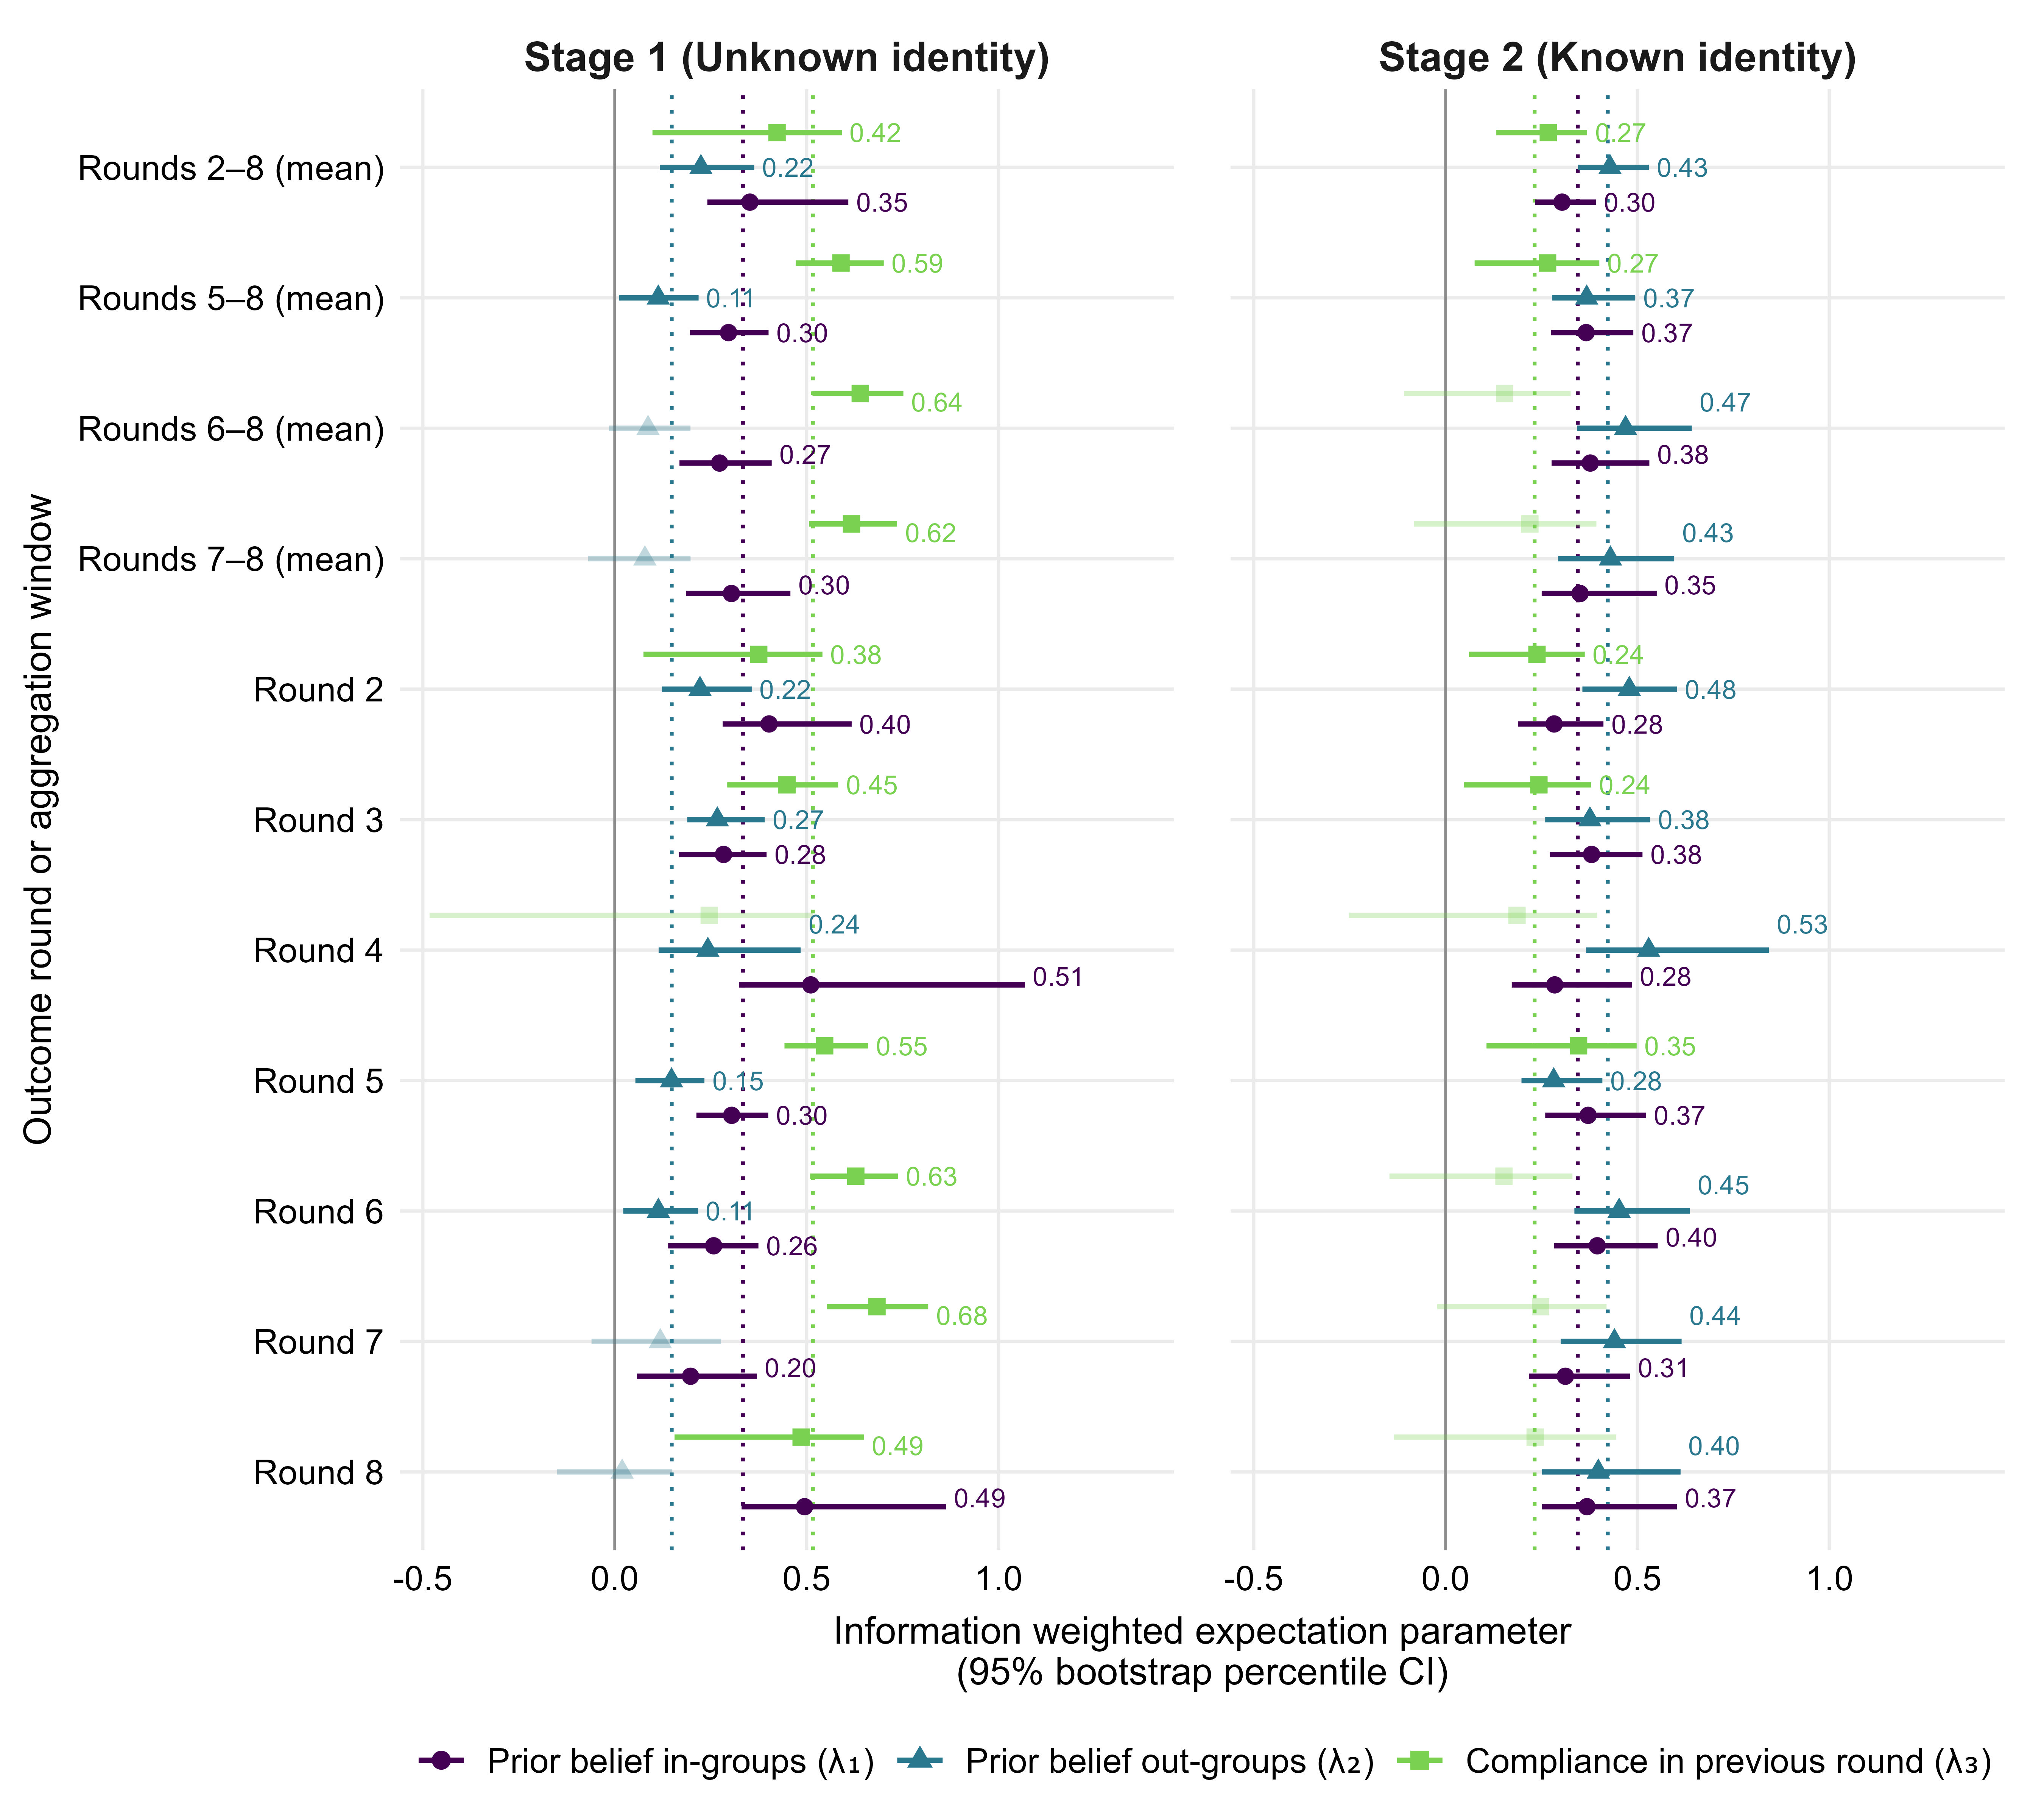 Stage 1 (Unknown identity)
Stage 2 (Known identity)
Outcome round or aggregation window
Rounds 2–8 (mean)
0.42
0.22
0.35
0.27
0.43
0.30
Rounds 5–8 (mean)
0.59
0.11
0.30
0.27
0.37
0.37
Rounds 6–8 (mean)
0.64
0.27
0.47
0.38
Rounds 7–8 (mean)
0.62
0.30
0.43
0.35
Round 2
0.38
0.22
0.40
0.24
0.48
0.28
Round 3
0.45
0.27
0.28
0.24
0.38
0.38
Round 4
0.24
0.51
0.53
0.28
Round 5
0.55
0.15
0.30
0.35
0.28
0.37
Round 6
0.63
0.11
0.26
0.45
0.40
Round 7
0.68
0.20
0.44
0.31
Round 8
0.49
0.49
0.40
0.37
-0.5 0.0 0.5 1.0
-0.5 0.0 0.5 1.0
Information weighted expectation parameter
(95% bootstrap percentile CI)
Prior belief in-groups (λ₁) Prior belief out-groups (λ₂) Compliance in previous round (λ₃)